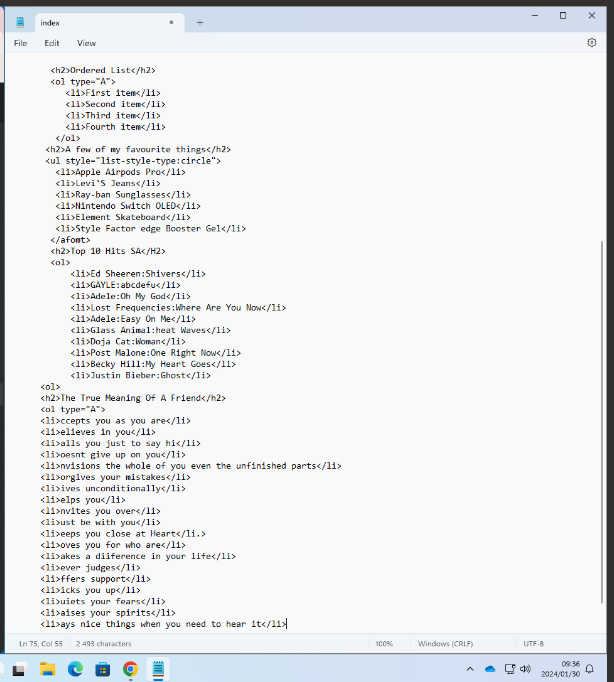 index
File Edit View
<h2>Ordered List</h2>
<ol type="A">
<li>First item</li>
<li>Second item</li>
<li>Third item</li>
<li>Fourth item</li>
</ol>
<h2>A few of my favourite things</h2>
<ul style="list-style-type:circle">
<li>Apple Airpods Pro</li>
<li>Levi'S Jeans</li>
<li>Ray-ban Sunglasses</li>
<li>Nintendo Switch OLED</li>
<li>Element Skateboard</li>
<li>Style Factor edge Booster Gel</li>
</afomt>
<h2>Top 10 Hits SA</H2>
<ol>
<li>Ed Sheeren:Shivers</li>
<li>GAYLE:abcdefu</li>
<li>Adele:Oh My God</li>
<li>Lost Frequencies:Where Are You Now</li>
<li>Adele:Easy On Me</li>
<li>Glass Animal:heat Waves</li>
<li>Doja Cat:Woman</li>
<li>Post Malone:One Right Now</li>
<li>Becky Hill:My Heart Goes</li>
<li>Justin Bieber:Ghost</li>
<ol>
<h2>The True Meaning Of A Friend</h2>
<ol type="A">
<li>ccepts you as you are</li>
<li>elieves in you</li>
<li>alls you just to say hi</li>
<li>oesnt give up on you</li>
<li>nvisions the whole of you even the unfinished parts</li>
<li>orgives your mistakes</li>
<li>ives unconditionally</li>
<li>elps you</li>
<li>nvites you over</li>
<li>ust be with you</li>
<li>eeps you close at Heart</li.>
<li>oves you for who are</li>
<li>akes a diifference in your life</li>
<li>ever judges</li>
<li>ffers support</li>
<li>icks you up</li>
<li>uiets your fears</li>
<li>aises your spirits</li>
<li>ays nice things when you need to hear it</li>
Ln 75, Col 55 2 493 characters 100% Windows (CRLF) UTF-8
09:36
2024/01/30